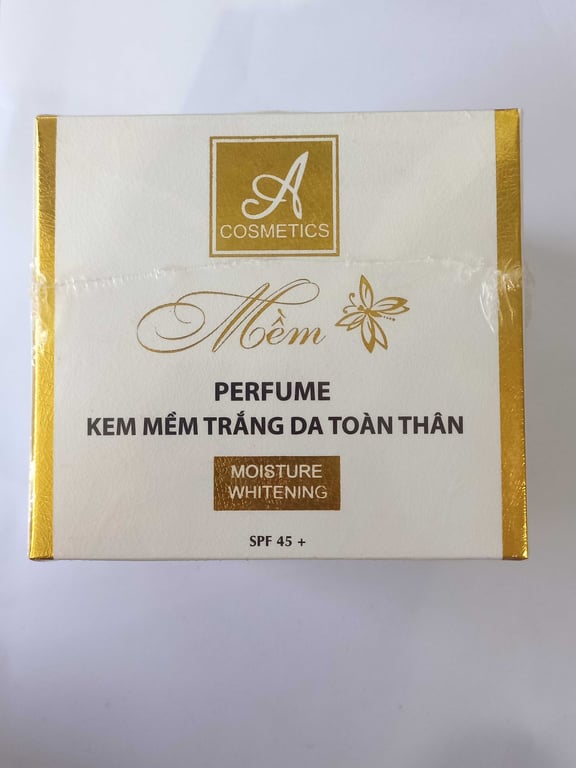 A
COSMETICS
Mềm
PERFUME
KEM MỀM TRẮNG DA TOÀN THÂN
MOISTURE
WHITENING
SPF 45 +